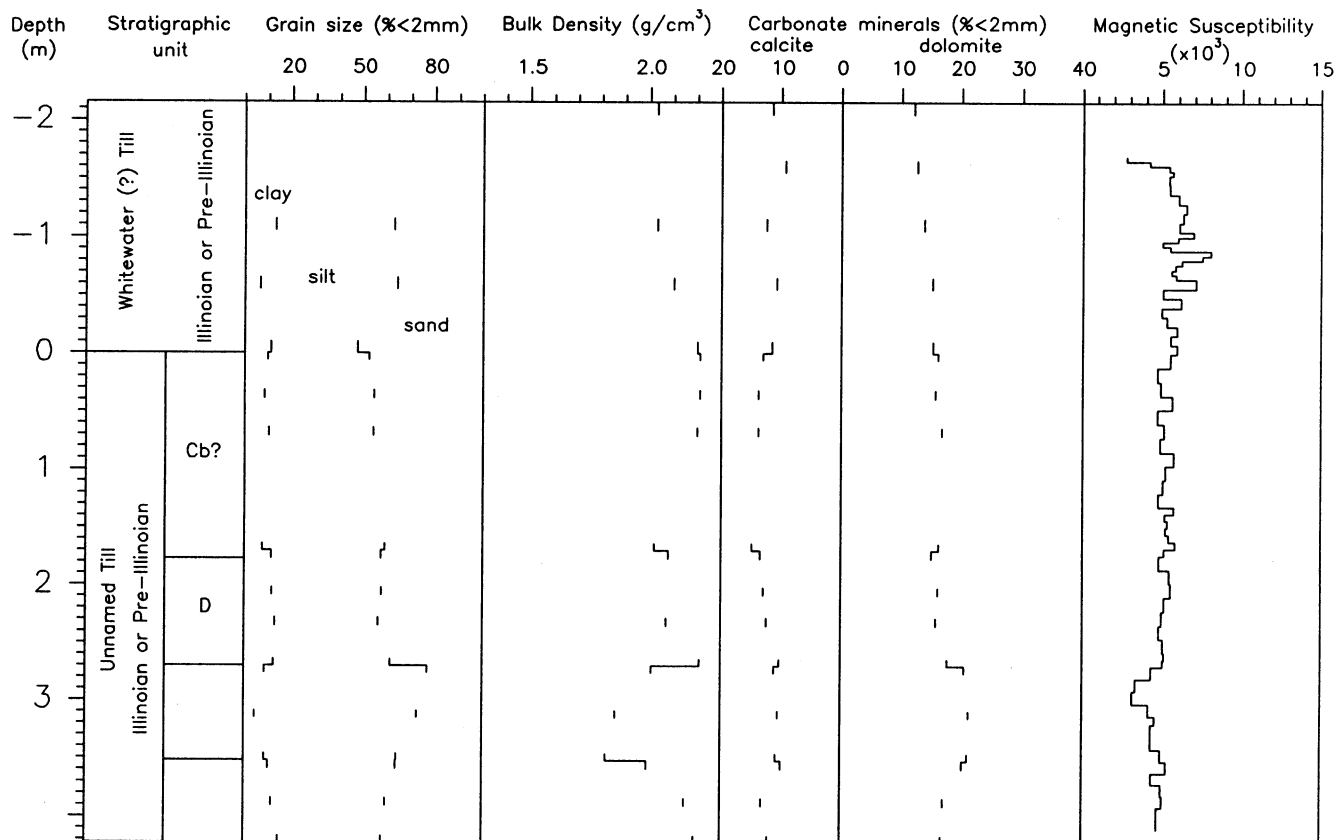 Depth Stratigraphic Grain size (%<2mm) Bulk Density (g/cm³) Carbonate minerals (%<2mm) Magnetic Susceptibility
(m) unit calcite dolomite (x10³)
20 50 80 1.5 2.0 20 10 0 10 20 30 40 5 10 15
−2
−1
0
1
2
3
Whitewater (?) Till
Illinoian or Pre−Illinoian
clay
silt
sand
Unnamed Till
Illinoian or Pre−Illinoian
Cb?
D